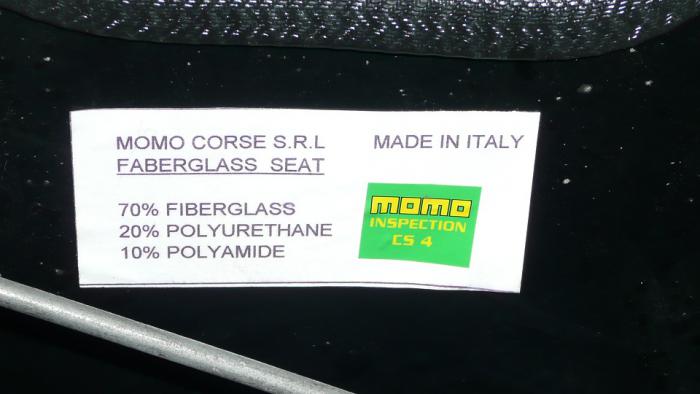 MOMO CORSE S.R.L MADE IN ITALY
FABERGLASS SEAT
70% FIBERGLASS
20% POLYURETHANE
10% POLYAMIDE
momo
INSPECTION
CS 4